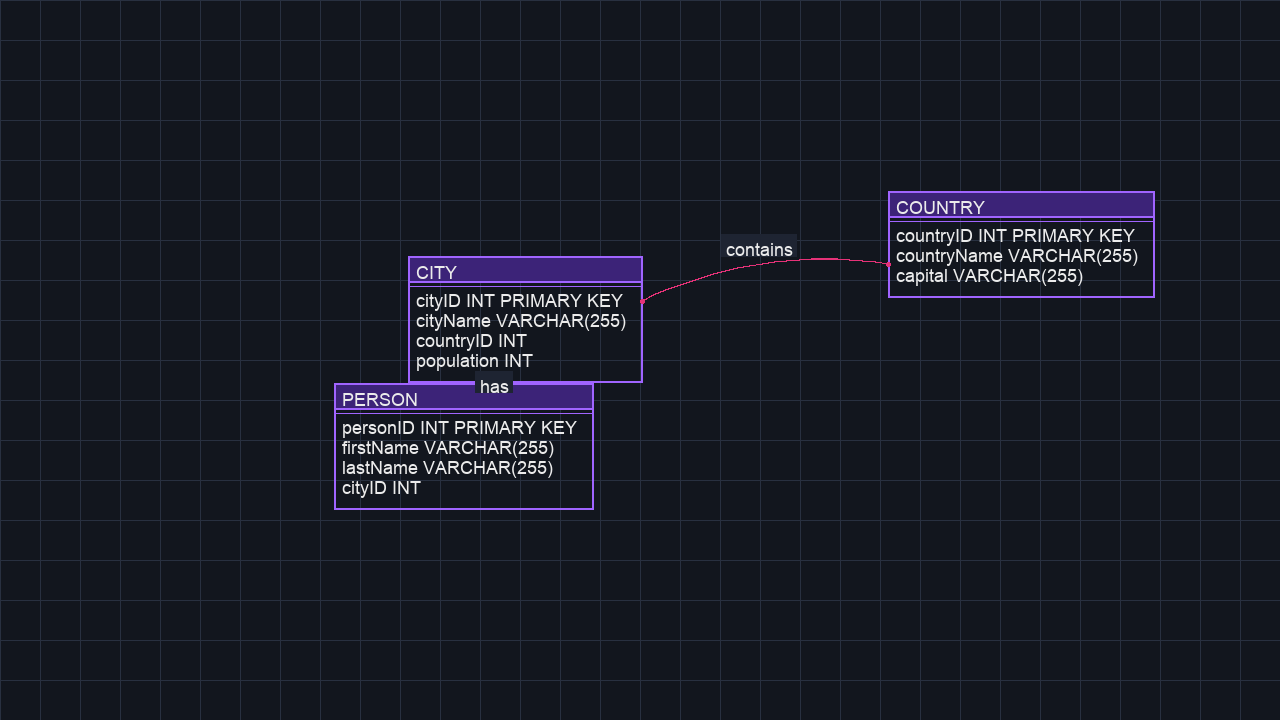 COUNTRY
countryID INT PRIMARY KEY
countryName VARCHAR(255)
capital VARCHAR(255)
contains
CITY
cityID INT PRIMARY KEY
cityName VARCHAR(255)
countryID INT
population INT
has
PERSON
personID INT PRIMARY KEY
firstName VARCHAR(255)
lastName VARCHAR(255)
cityID INT